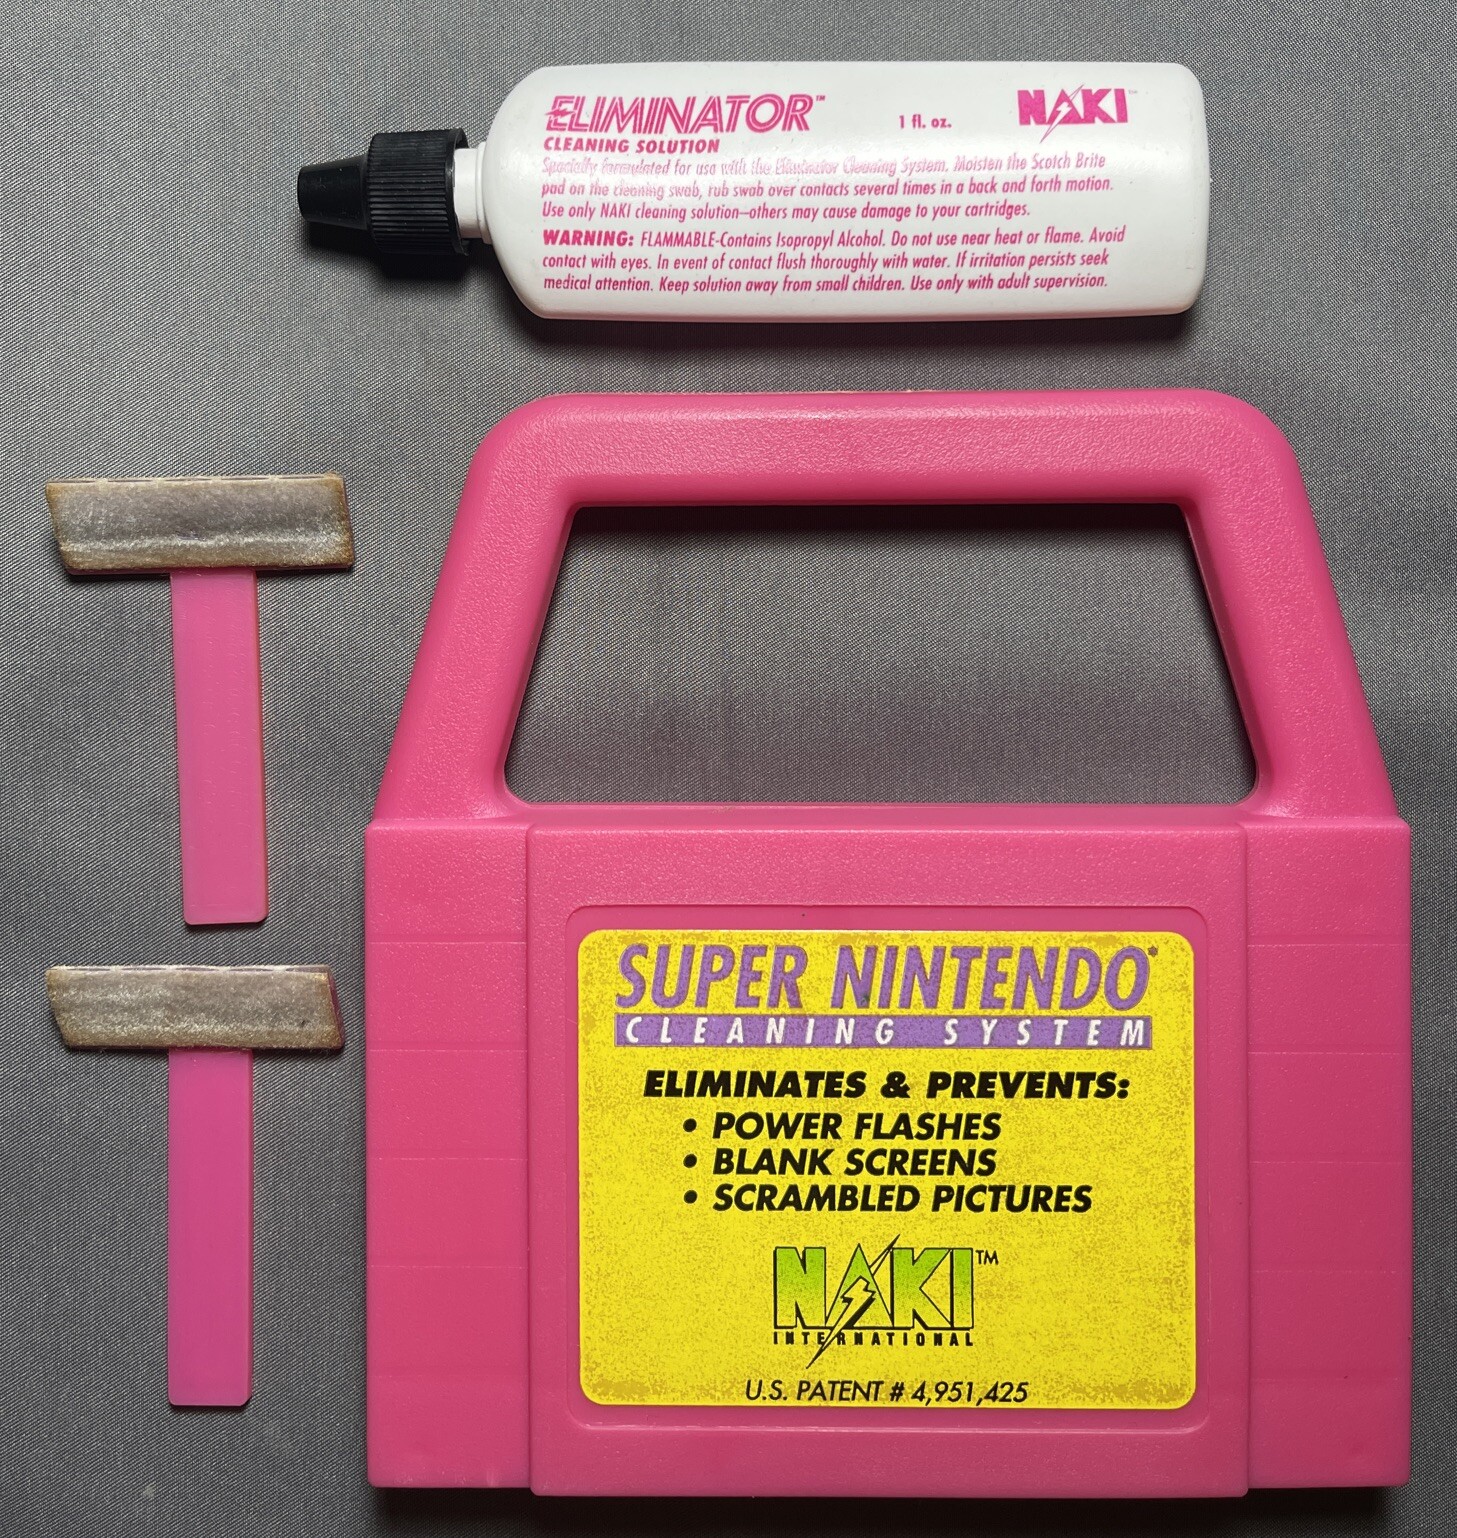 ELIMINATOR™
1 fl. oz.
NAKI™
CLEANING SOLUTION
Specially formulated for use with the Eliminator Cleaning System. Moisten the Scotch Brite
pad on the cleaning swab, rub swab over contacts several times in a back and forth motion.
Use only NAKI cleaning solution—others may cause damage to your cartridges.
WARNING: FLAMMABLE-Contains Isopropyl Alcohol. Do not use near heat or flame. Avoid
contact with eyes. In event of contact flush thoroughly with water. If irritation persists seek
medical attention. Keep solution away from small children. Use only with adult supervision.
SUPER NINTENDO*
CLEANING SYSTEM
ELIMINATES & PREVENTS:
• POWER FLASHES
• BLANK SCREENS
• SCRAMBLED PICTURES
NAKI™
INTERNATIONAL
U.S. PATENT # 4,951,425